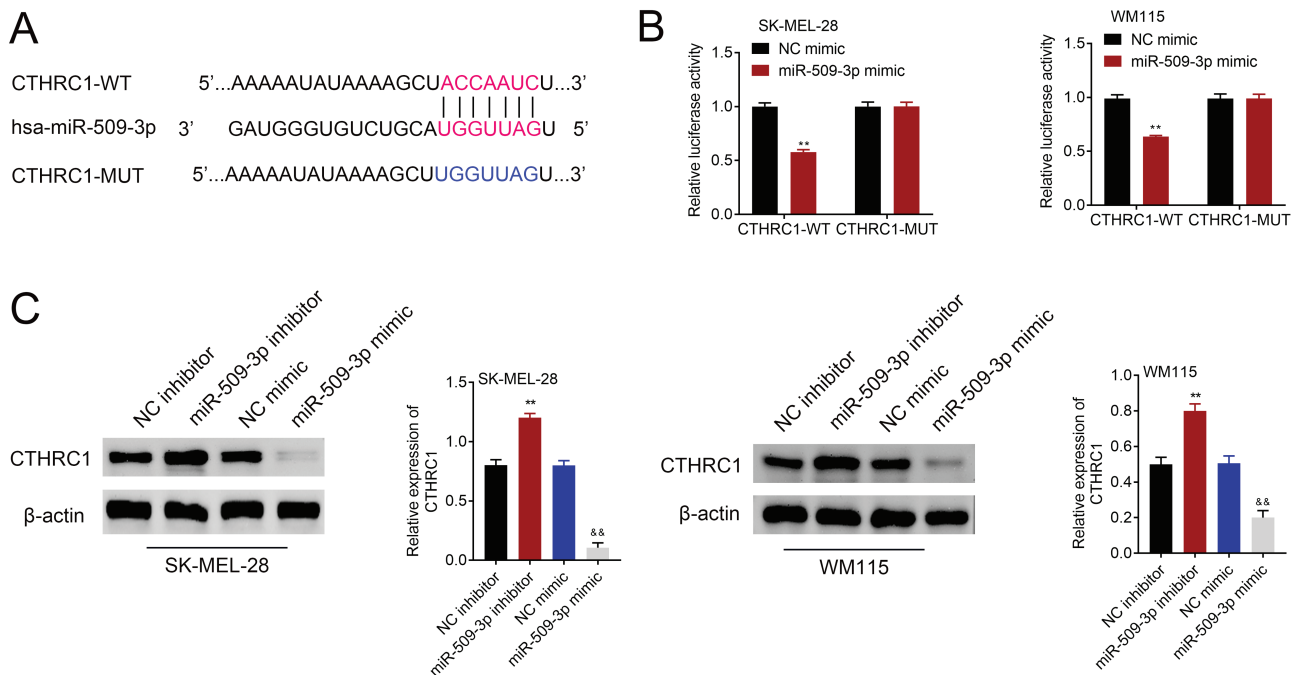 A
CTHRC1-WT 5’...AAAAAUAUAAAAGCUACCAAUCU...3’
hsa-miR-509-3p 3’ GAUGGGUGUCUGCAUGGUUAGU 5’
CTHRC1-MUT 5’...AAAAAUAUAAAAGCUUGGUUAGU...3’
B
SK-MEL-28
NC mimic
miR-509-3p mimic
Relative luciferase activity
1.5
1.0
0.5
0.0
**
CTHRC1-WT CTHRC1-MUT
WM115
NC mimic
miR-509-3p mimic
Relative luciferase activity
1.5
1.0
0.5
0.0
**
CTHRC1-WT CTHRC1-MUT
C
NC inhibitor
miR-509-3p inhibitor
NC mimic
miR-509-3p mimic
CTHRC1
β-actin
SK-MEL-28
SK-MEL-28
Relative expression of
CTHRC1
1.5
1.0
0.5
0.0
**
&&
NC inhibitor
miR-509-3p inhibitor
NC mimic
miR-509-3p mimic
NC inhibitor
miR-509-3p inhibitor
NC mimic
miR-509-3p mimic
CTHRC1
β-actin
WM115
WM115
Relative expression of
CTHRC1
1.0
0.8
0.6
0.4
0.2
0.0
**
&&
NC inhibitor
miR-509-3p inhibitor
NC mimic
miR-509-3p mimic